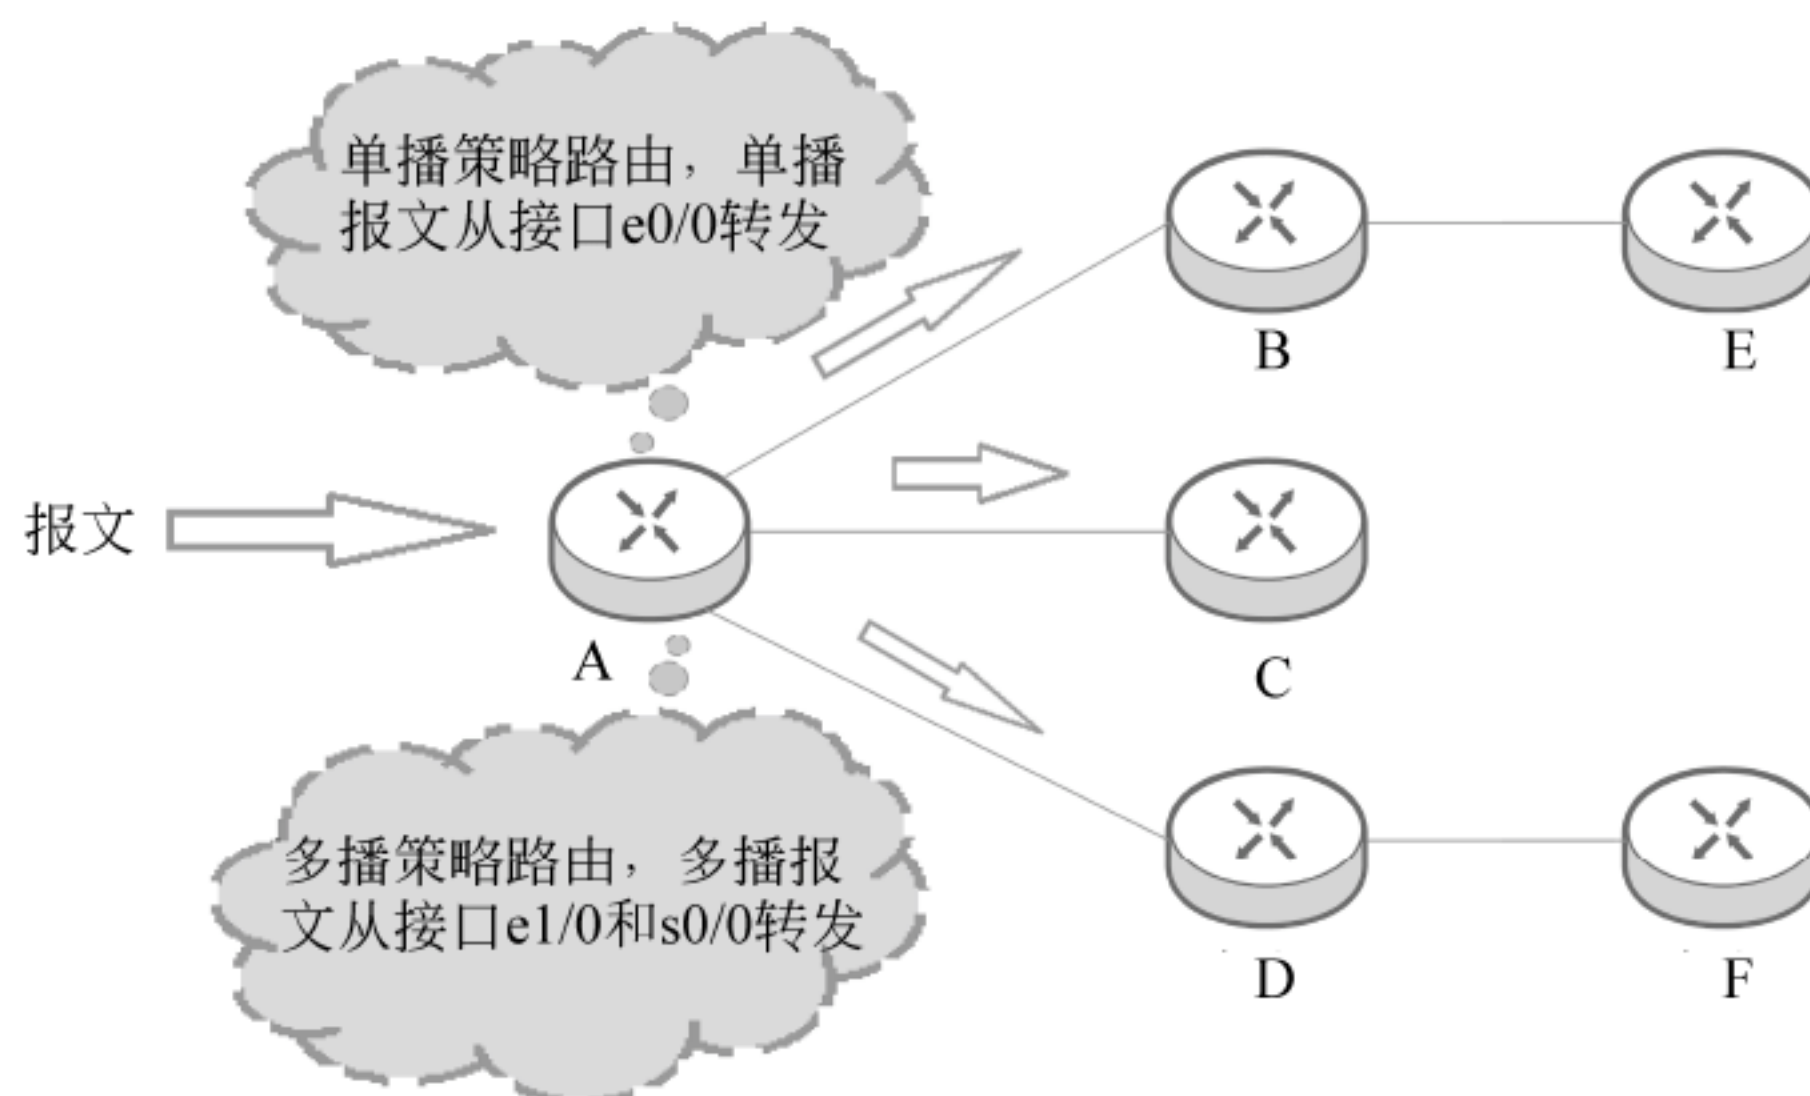 单播策略路由，单播
报文从接口e0/0转发
B
E
报文
A
C
多播策略路由，多播报
文从接口e1/0和s0/0转发
D
F